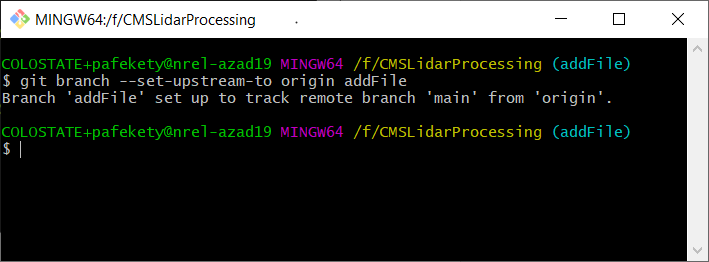 MINGW64:/f/CMSLidarProcessing
COLOSTATE+pafekety@nrel-azad19 MINGW64 /f/CMSLidarProcessing (addFile)
$ git branch --set-upstream-to origin addFile
Branch 'addFile' set up to track remote branch 'main' from 'origin'.
COLOSTATE+pafekety@nrel-azad19 MINGW64 /f/CMSLidarProcessing (addFile)
$